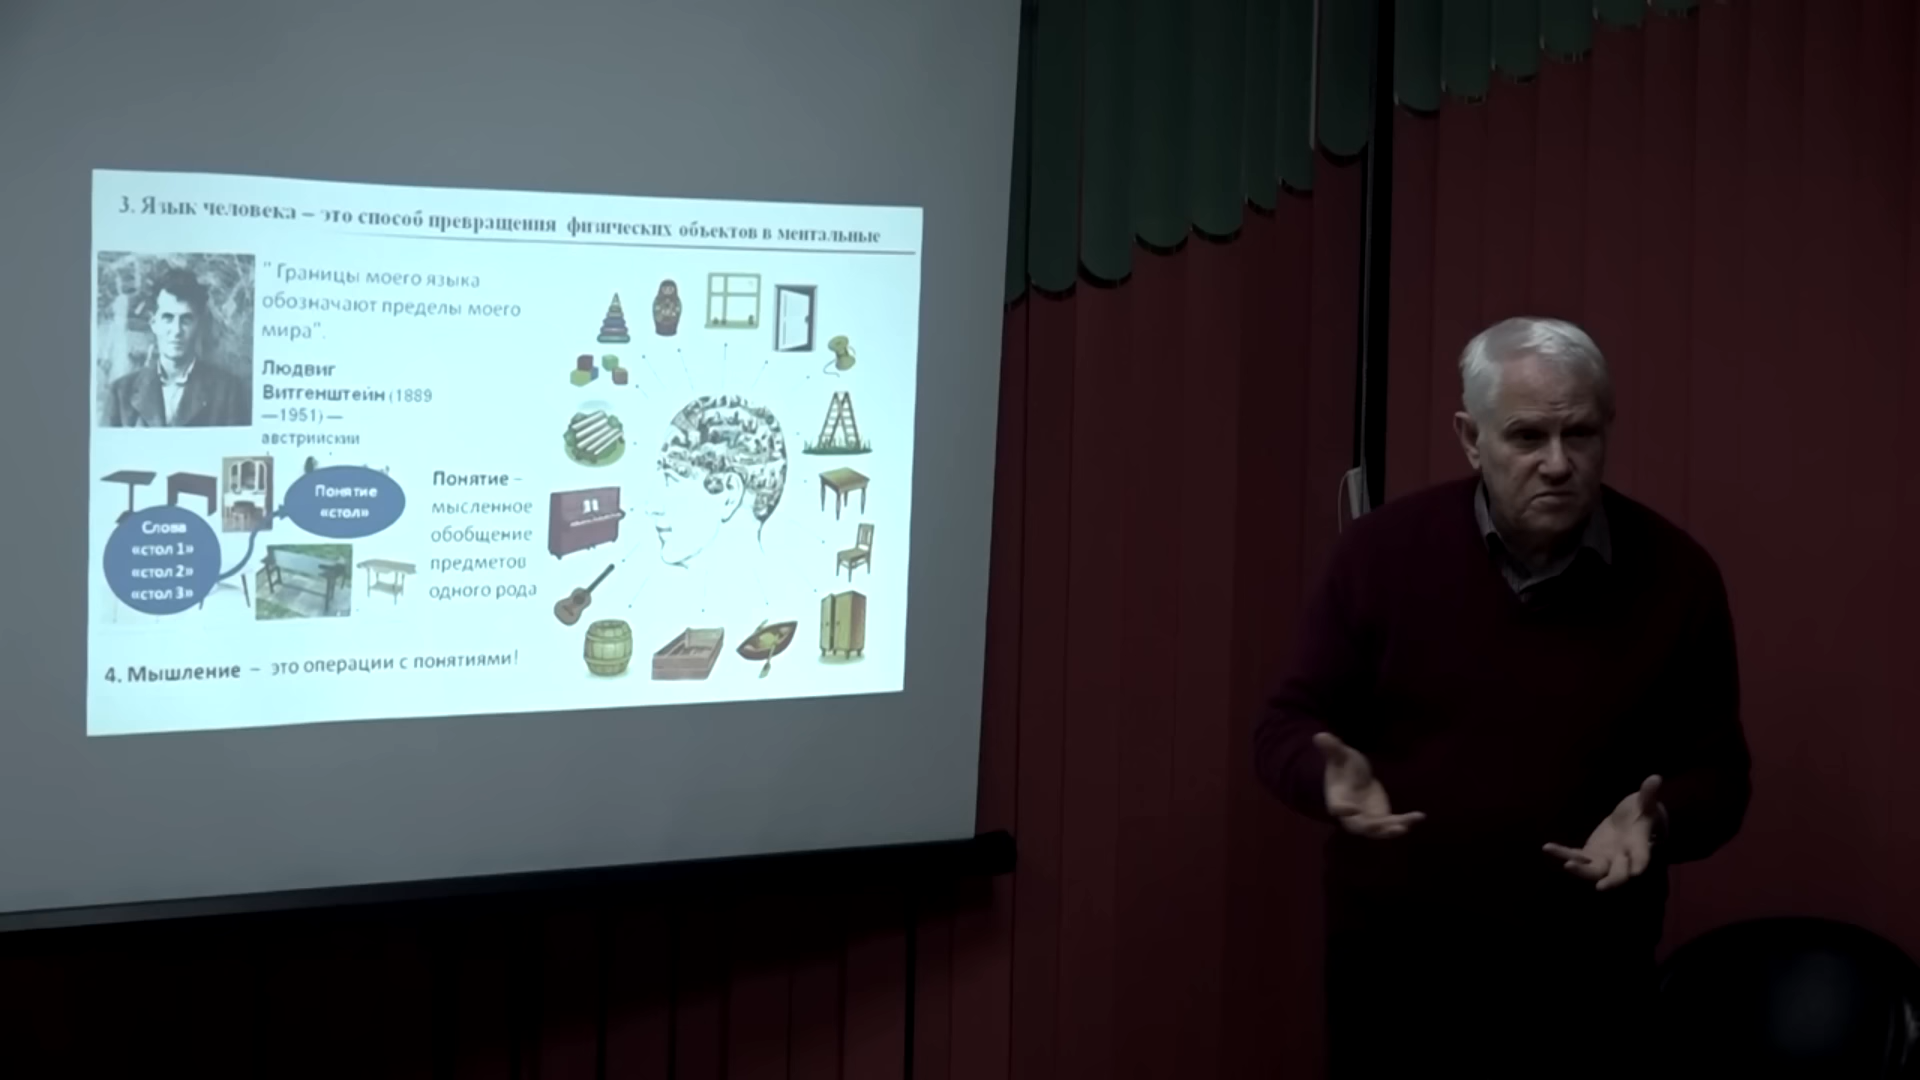 3. Язык человека – это способ превращения физических объектов в ментальные
" Границы моего языка
обозначают пределы моего
мира".
Людвиг
Витгенштейн (1889
—1951) —
австрийский
Понятие
«стол»
Слова
«стол 1»
«стол 2»
«стол 3»
Понятие –
мысленное
обобщение
предметов
одного рода
4. Мышление – это операции с понятиями!